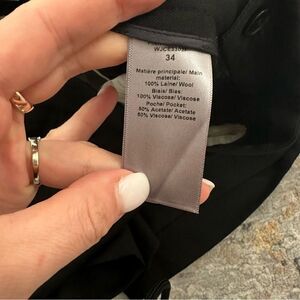 34
Matière principale/ Main
material:
100% Laine/ Wool
Biais/ Bias:
100% Viscose/ Viscose
Poche/ Pocket:
50% Acetate/ Acetate
50% Viscose/ Viscose